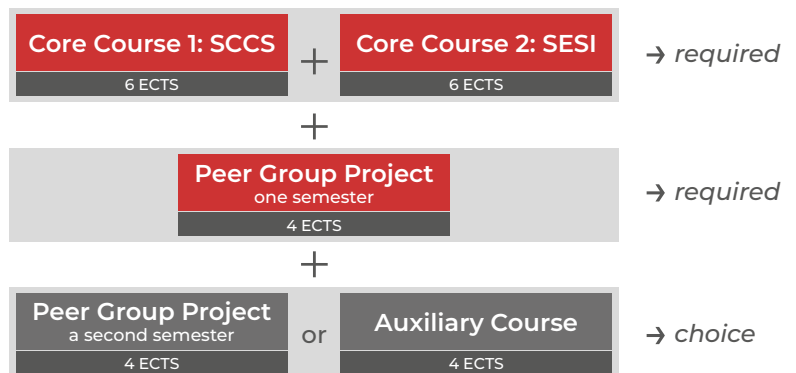 Core Course 1: SCCS + Core Course 2: SESI → required
6 ECTS 6 ECTS
+
Peer Group Project
one semester
→ required
4 ECTS
+
Peer Group Project
a second semester
or
Auxiliary Course
→ choice
4 ECTS 4 ECTS